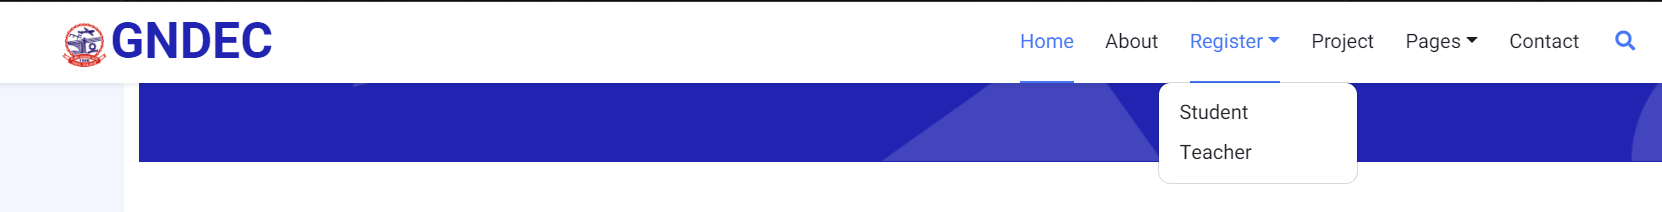 GNDEC
Home About Register Project Pages Contact
Student
Teacher